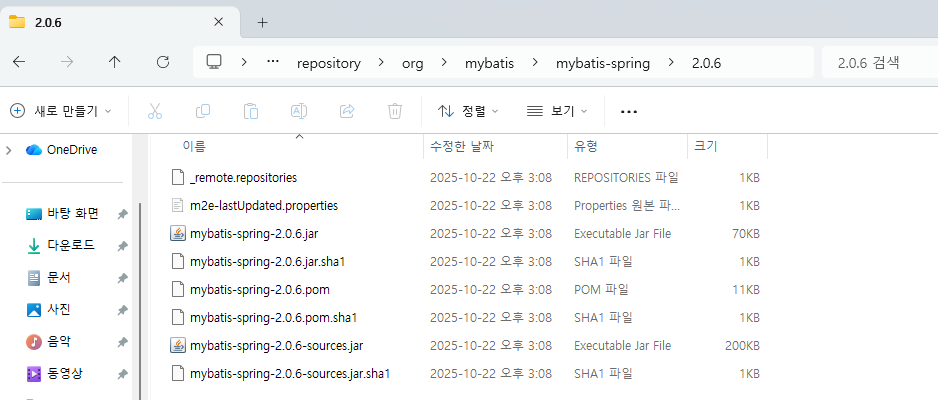 2.0.6
repository > org > mybatis > mybatis-spring > 2.0.6
2.0.6 검색
새로 만들기
정렬
보기
OneDrive
바탕 화면
다운로드
문서
사진
음악
동영상
이름 수정한 날짜 유형 크기
_remote.repositories 2025-10-22 오후 3:08 REPOSITORIES 파일 1KB
m2e-lastUpdated.properties 2025-10-22 오후 3:08 Properties 원본 파... 1KB
mybatis-spring-2.0.6.jar 2025-10-22 오후 3:08 Executable Jar File 70KB
mybatis-spring-2.0.6.jar.sha1 2025-10-22 오후 3:08 SHA1 파일 1KB
mybatis-spring-2.0.6.pom 2025-10-22 오후 3:08 POM 파일 11KB
mybatis-spring-2.0.6.pom.sha1 2025-10-22 오후 3:08 SHA1 파일 1KB
mybatis-spring-2.0.6-sources.jar 2025-10-22 오후 3:08 Executable Jar File 200KB
mybatis-spring-2.0.6-sources.jar.sha1 2025-10-22 오후 3:08 SHA1 파일 1KB